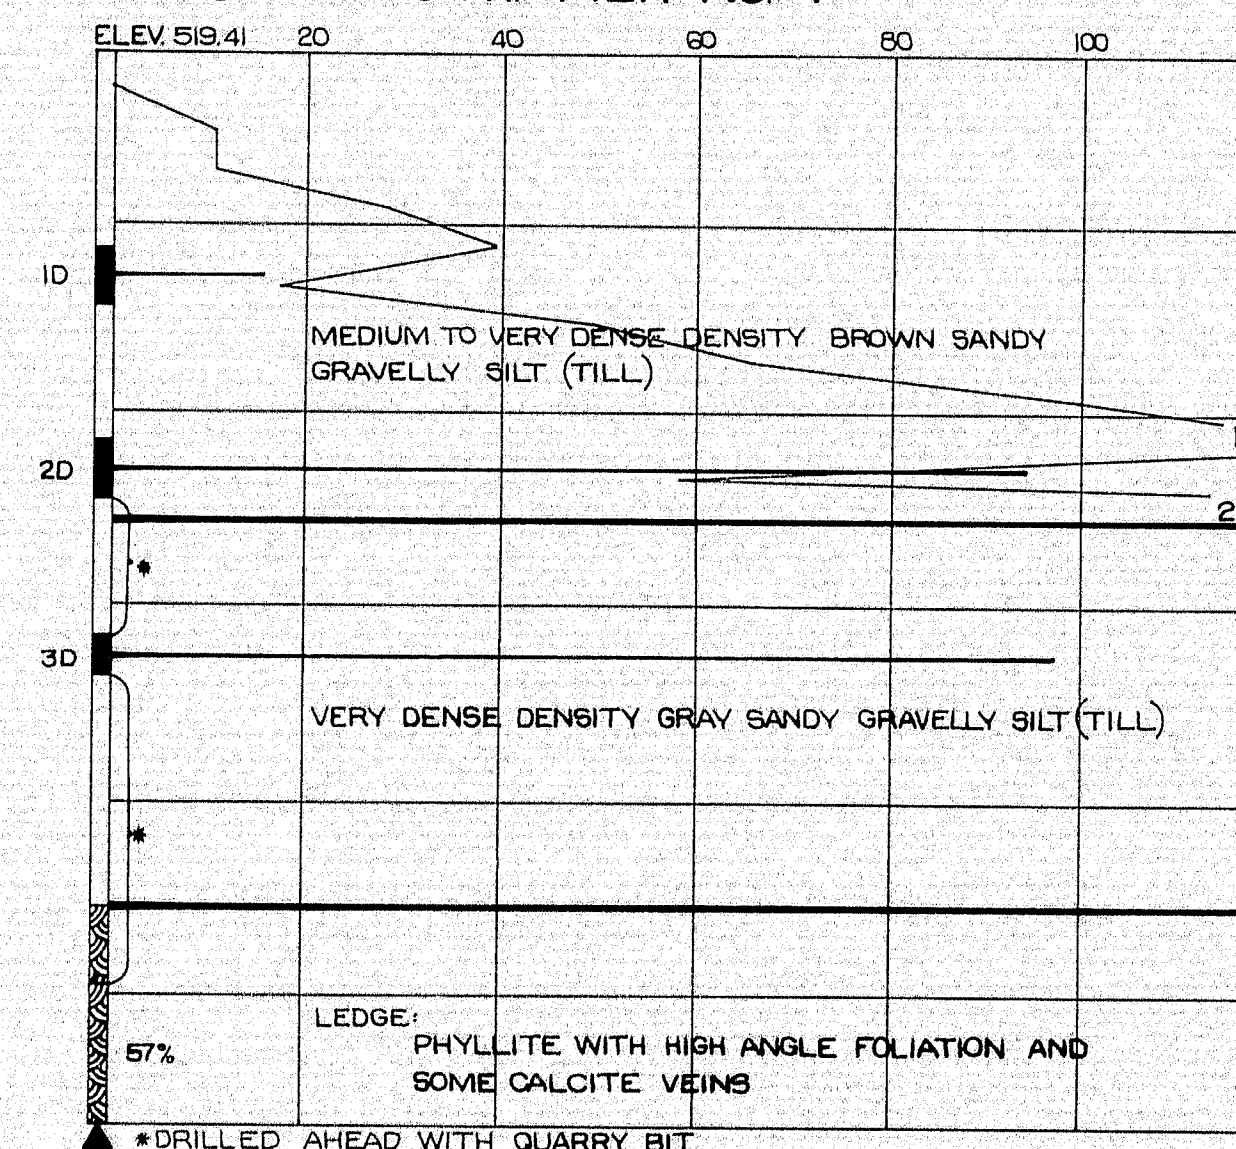 ELEV. 519.41 20 40 60 80 100
1D
MEDIUM TO VERY DENSE DENSITY BROWN SANDY
GRAVELLY SILT (TILL)
2D
2
*
3D
VERY DENSE DENSITY GRAY SANDY GRAVELLY SILT (TILL)
*
LEDGE:
57% PHYLLITE WITH HIGH ANGLE FOLIATION AND
SOME CALCITE VEINS
*DRILLED AHEAD WITH QUARRY BIT